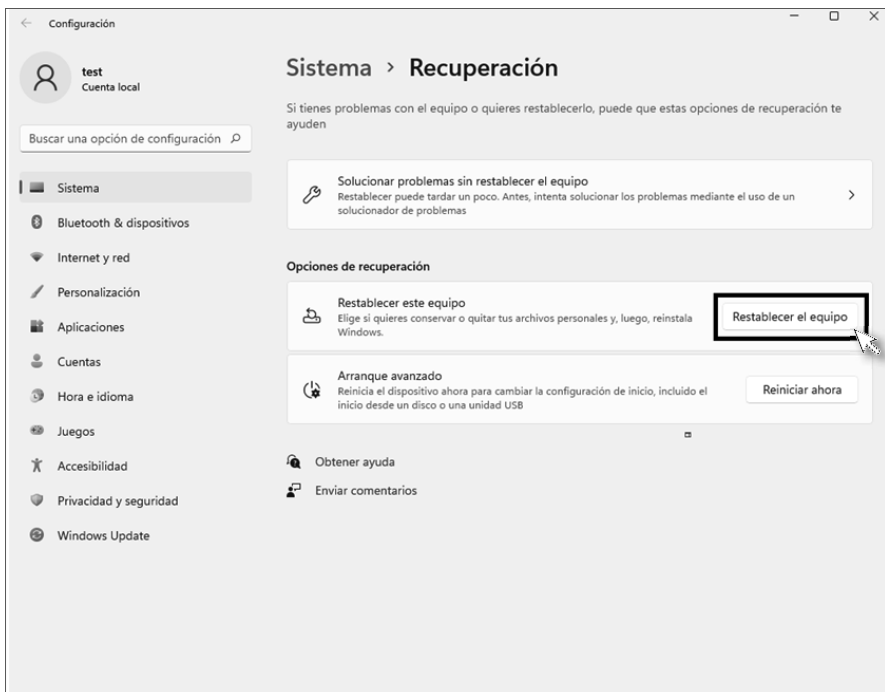 Configuración
test
Cuenta local
Buscar una opción de configuración
Sistema
Bluetooth & dispositivos
Internet y red
Personalización
Aplicaciones
Cuentas
Hora e idioma
Juegos
Accesibilidad
Privacidad y seguridad
Windows Update
Sistema > Recuperación
Si tienes problemas con el equipo o quieres restablecerlo, puede que estas opciones de recuperación te
ayuden
Solucionar problemas sin restablecer el equipo
Restablecer puede tardar un poco. Antes, intenta solucionar los problemas mediante el uso de un
solucionador de problemas
Opciones de recuperación
Restablecer este equipo
Elige si quieres conservar o quitar tus archivos personales y, luego, reinstala
Windows.
Restablecer el equipo
Arranque avanzado
Reinicia el dispositivo ahora para cambiar la configuración de inicio, incluido el
inicio desde un disco o una unidad USB
Reiniciar ahora
Obtener ayuda
Enviar comentarios